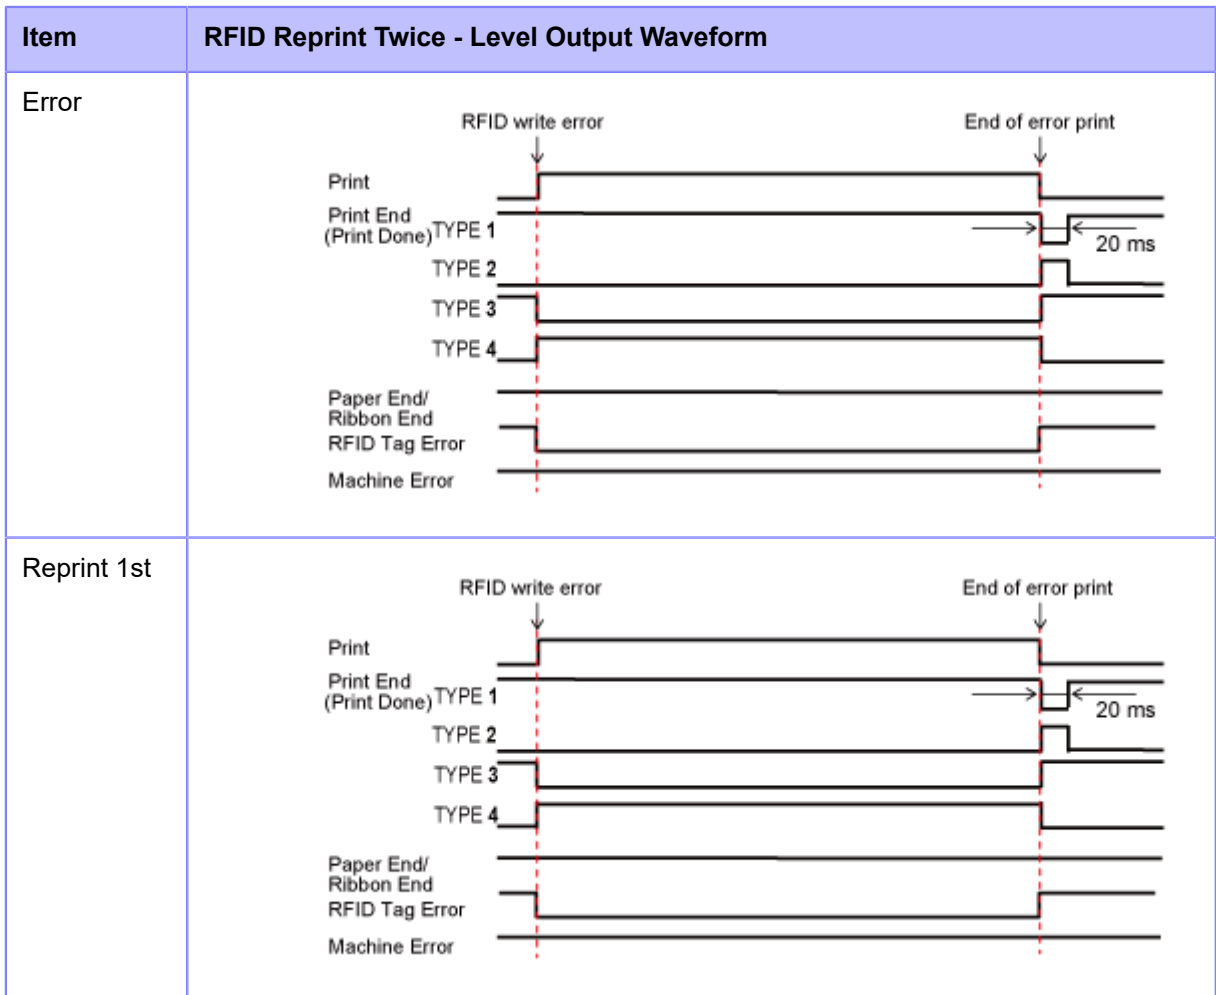 Item
RFID Reprint Twice - Level Output Waveform
Error
RFID write error
End of error print
Print
Print End
(Print Done) TYPE 1
20 ms
TYPE 2
TYPE 3
TYPE 4
Paper End/
Ribbon End
RFID Tag Error
Machine Error
Reprint 1st
RFID write error
End of error print
Print
Print End
(Print Done) TYPE 1
20 ms
TYPE 2
TYPE 3
TYPE 4
Paper End/
Ribbon End
RFID Tag Error
Machine Error